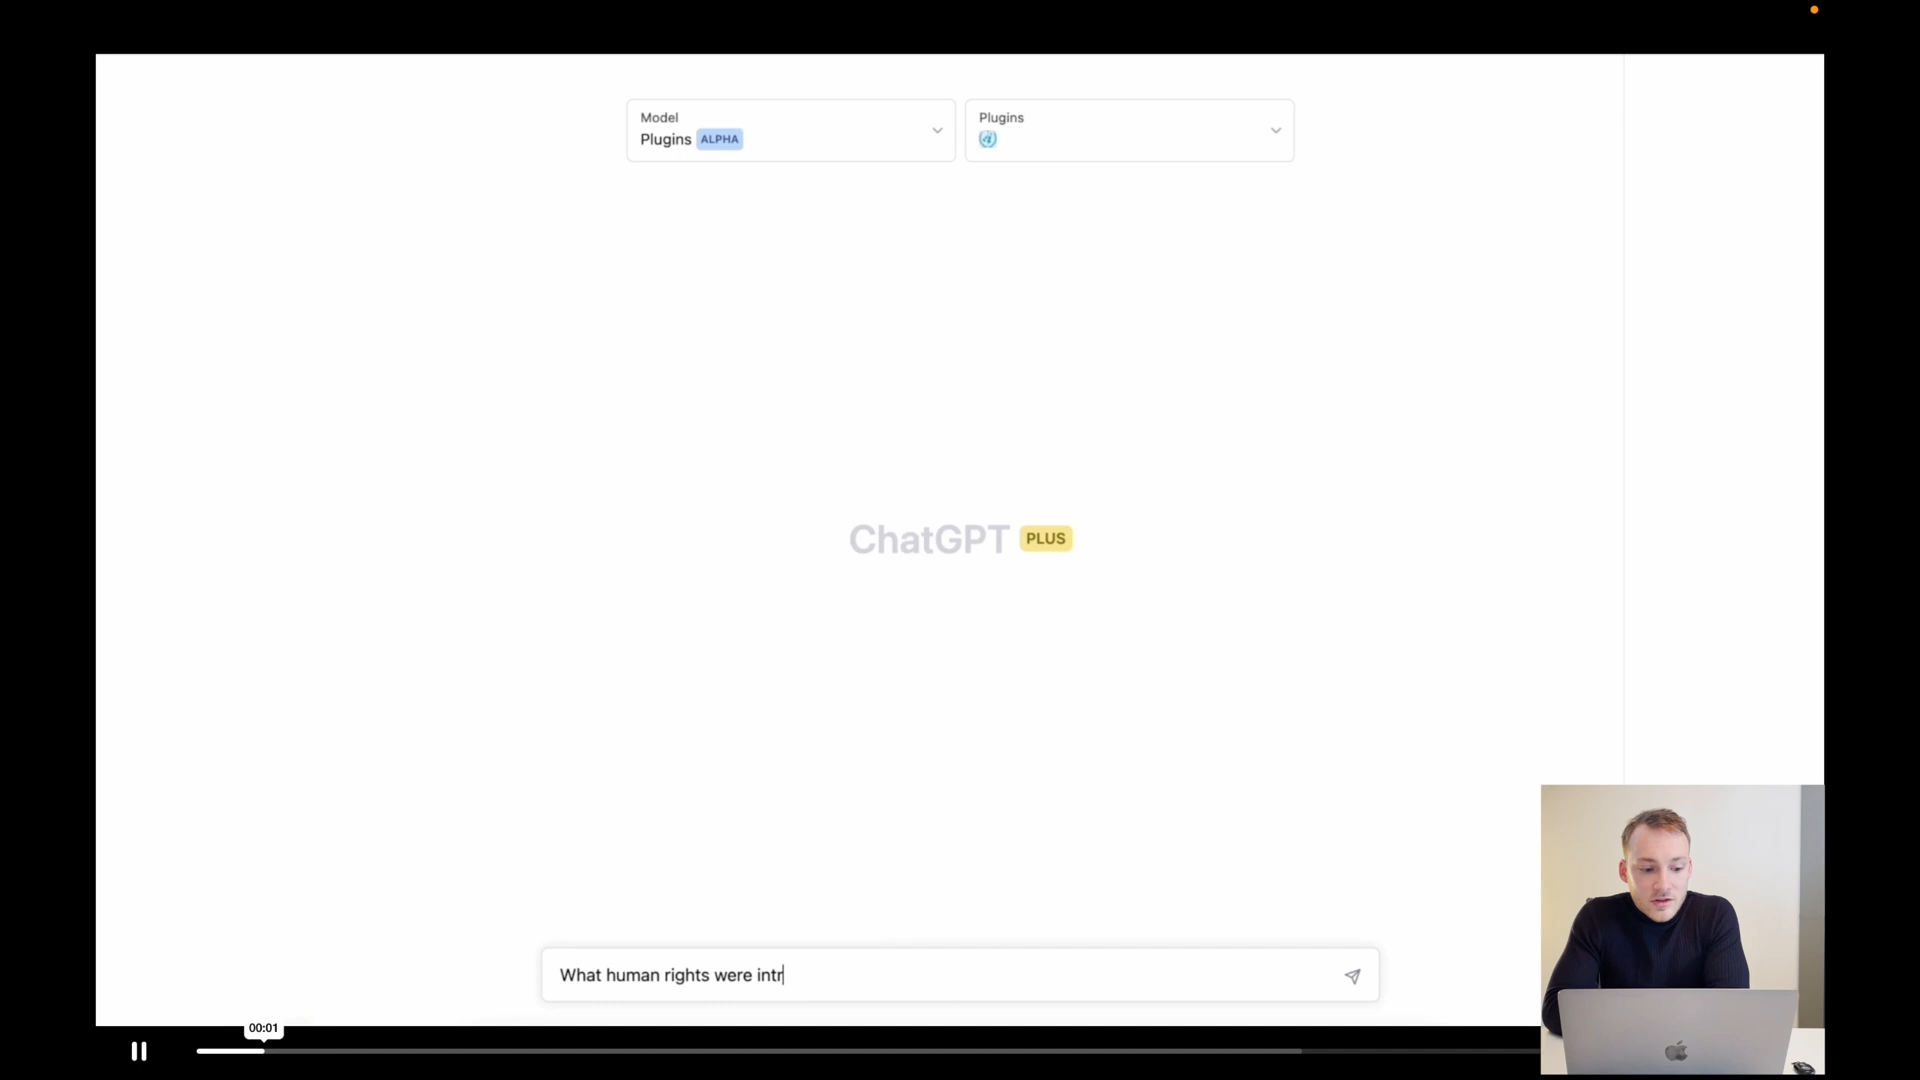 Model
Plugins ALPHA
Plugins
ChatGPT PLUS
What human rights were intr
00:01